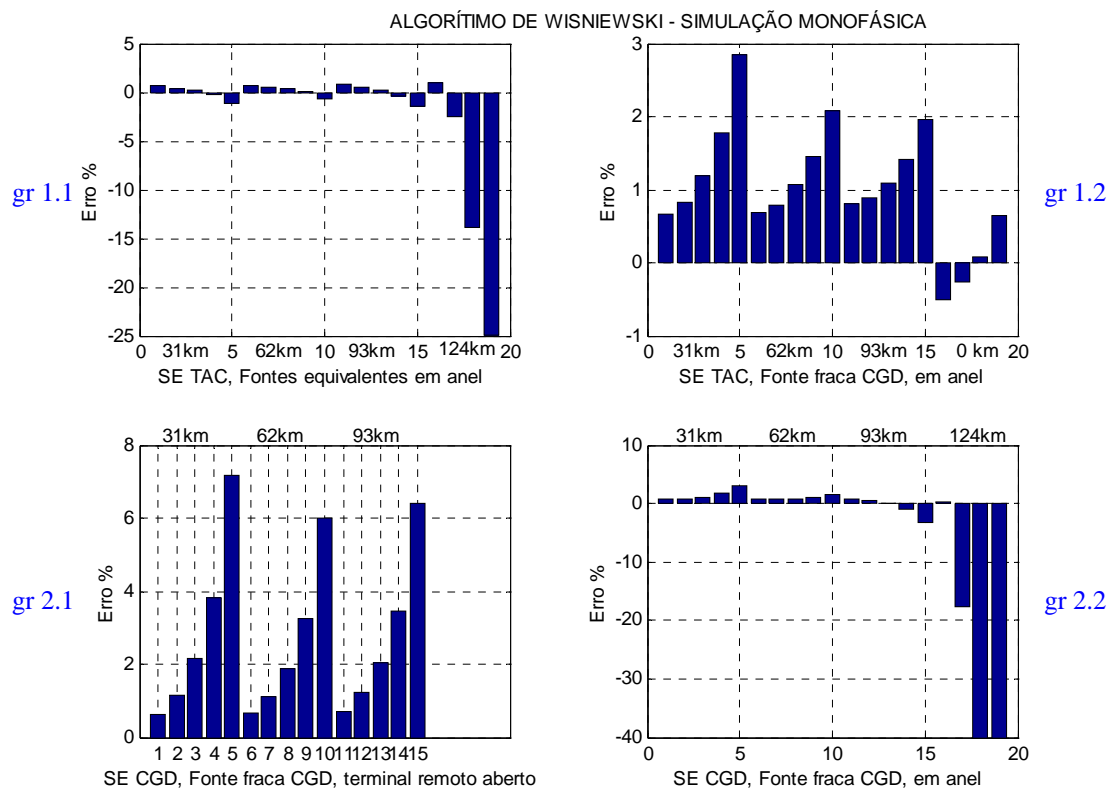 ALGORÍTIMO DE WISNIEWSKI - SIMULAÇÃO MONOFÁSICA
gr 1.1
Erro %
5
0
-5
-10
-15
-20
-25
0 31km 5 62km 10 93km 15 124km 20
SE TAC, Fontes equivalentes em anel
gr 1.2
Erro %
3
2
1
0
-1
0 31km 5 62km 10 93km 15 0 km 20
SE TAC, Fonte fraca CGD, em anel
gr 2.1
Erro %
31km 62km 93km
8
6
4
2
0
1 2 3 4 5 6 7 8 9 10 11 12 13 14 15
SE CGD, Fonte fraca CGD, terminal remoto aberto
gr 2.2
Erro %
31km 62km 93km 124km
10
0
-10
-20
-30
-40
0 5 10 15 20
SE CGD, Fonte fraca CGD, em anel